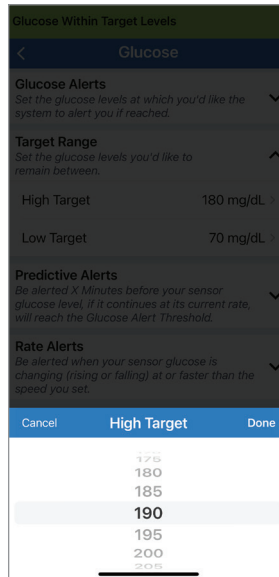 Glucose Within Target Levels
Glucose
Glucose Alerts
Set the glucose levels at which you'd like the
system to alert you if reached.
Target Range
Set the glucose levels you'd like to
remain between.
High Target 180 mg/dL
Low Target 70 mg/dL
Predictive Alerts
Be alerted X Minutes before your sensor
glucose level, if it continues at its current rate,
will reach the Glucose Alert Threshold.
Rate Alerts
Be alerted when your sensor glucose is
changing (rising or falling) at or faster than the
speed you set.
Cancel High Target Done
175
180
185
190
195
200
205